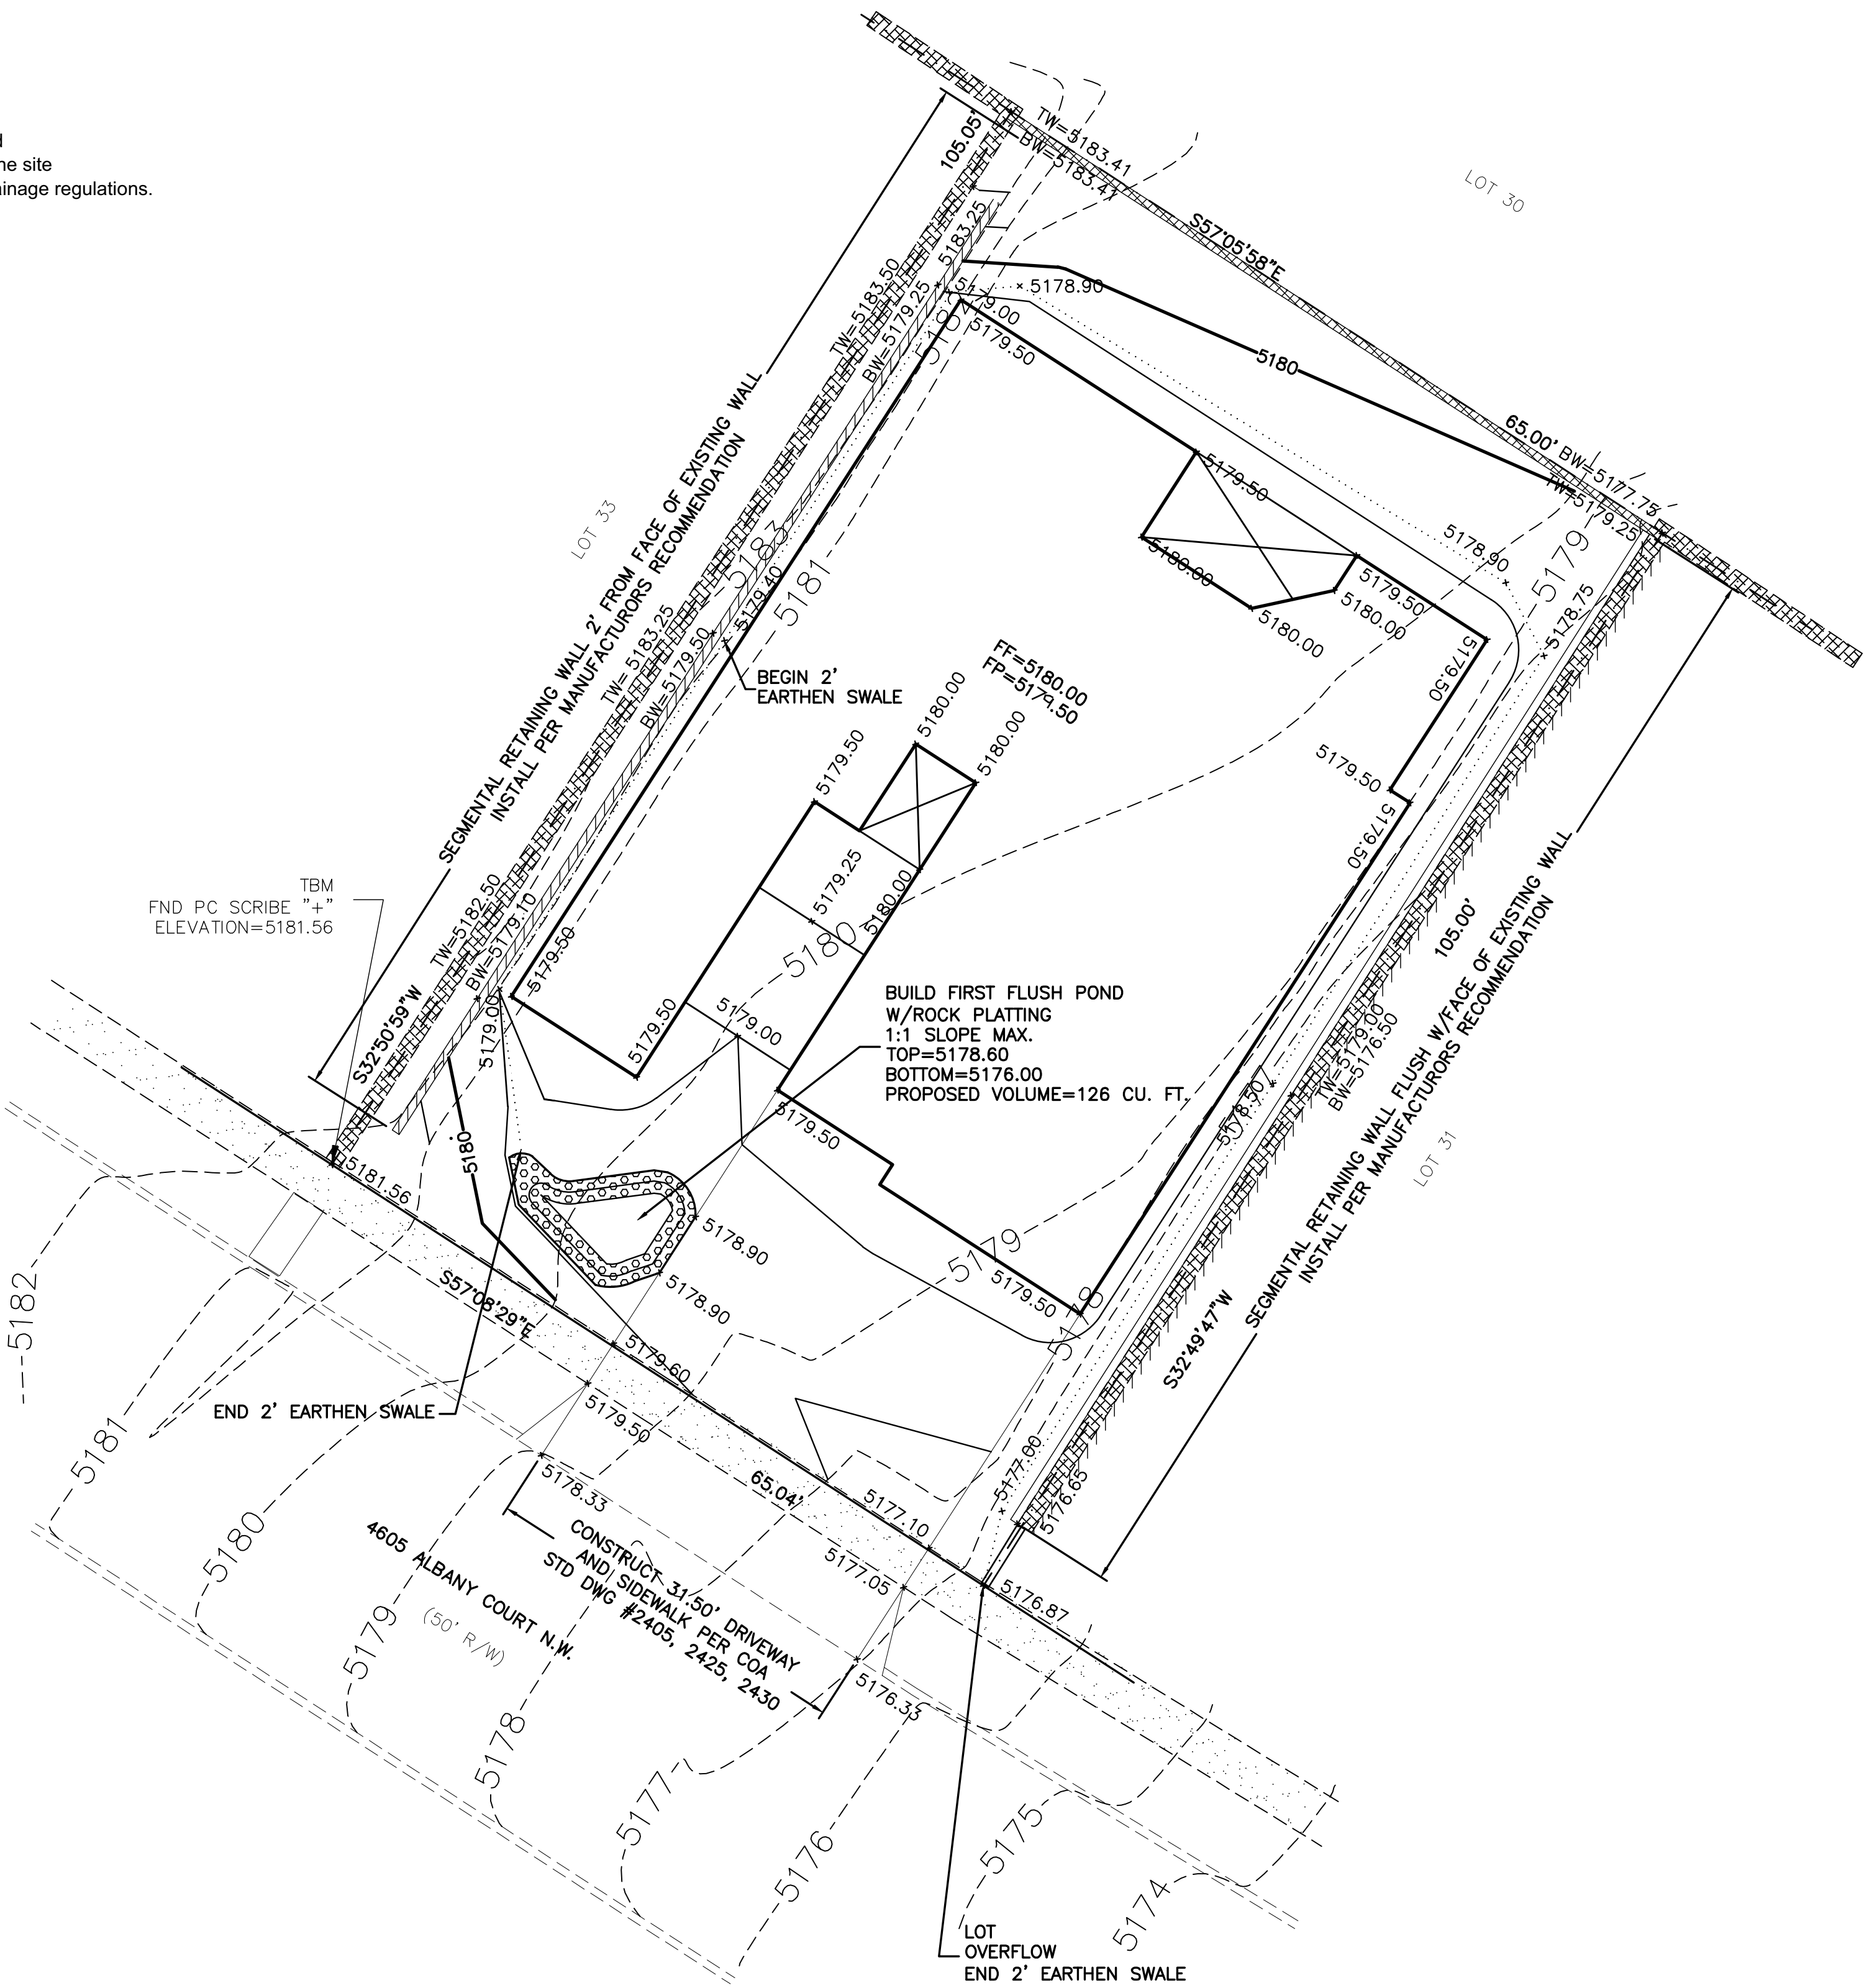 ne site
ainage regulations.
105.05'
TW=5183.41
BW=5183.41
LOT 30
S57°05'58"E
5183.25
TW=5183.50
BW=5179.25
5179.00
5178.90
5182
5179.50
5180
65.00'
BW=5177.75
TW=5179.25
SEGMENTAL RETAINING WALL 2' FROM FACE OF EXISTING WALL
INSTALL PER MANUFACTURORS RECOMMENDATION
LOT 33
5183
5181
5179.40
TW=5183.25
BW=5179.50
5179.50
5180.00
5180.00
5180.00
5179.50
5178.90
5179
5178.75
5179.50
BEGIN 2'
EARTHEN SWALE
FF=5180.00
FP=5179.50
5180.00
5180.00
5179.50
5179.50
5179.50
5179.25
5180.00
5180
TBM
FND PC SCRIBE "+"
ELEVATION=5181.56
TW=5182.50
BW=5179.10
5179.50
5179.00
S32°50'59"W
5179.50
5179.00
BUILD FIRST FLUSH POND
W/ROCK PLATTING
1:1 SLOPE MAX.
TOP=5178.60
BOTTOM=5176.00
PROPOSED VOLUME=126 CU. FT.
105.00'
SEGMENTAL RETAINING WALL FLUSH W/FACE OF EXISTING WALL
INSTALL PER MANUFACTURORS RECOMMENDATION
TW=5179.00
BW=5176.50
LOT 31
5179.50
5180
5181.56
5178.90
5178.90
5179
5179.50
5178
S32°49'47"W
5182
S57°08'29"E
5179.60
5179.50
END 2' EARTHEN SWALE
5181
5178.33
65.04'
5177.10
5177.00
5176.65
5177.05
5176.87
5180
4605 ALBANY COURT N.W.
(50' R/W)
CONSTRUCT 31.50' DRIVEWAY
AND SIDEWALK PER COA
STD DWG #2405, 2425, 2430
5176.33
5179
5178
5177
5176
5175
5174
LOT
OVERFLOW
END 2' EARTHEN SWALE